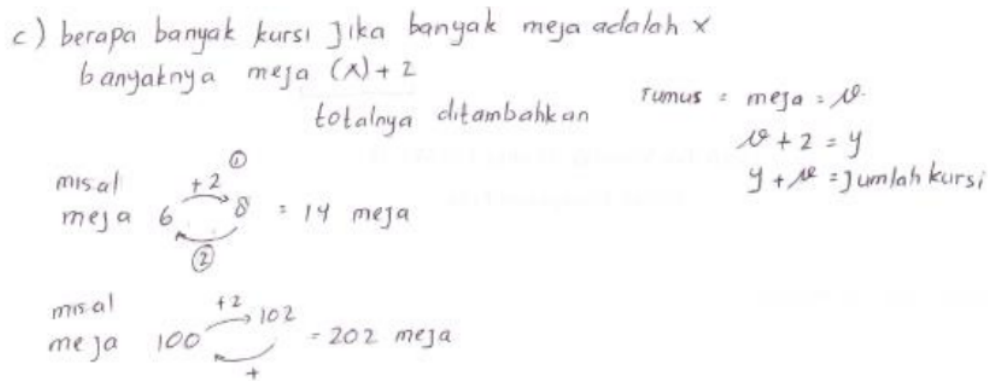 c) berapa banyak kursi Jika banyak meja adalah x
banyaknya meja (x) + 2
totalnya ditambahkan
rumus = meja = x
x + 2 = y
y + x = Jumlah kursi
misal
meja 6 +2 ① 8 = 14 meja
②
misal
meja 100 +2 102 = 202 meja
+